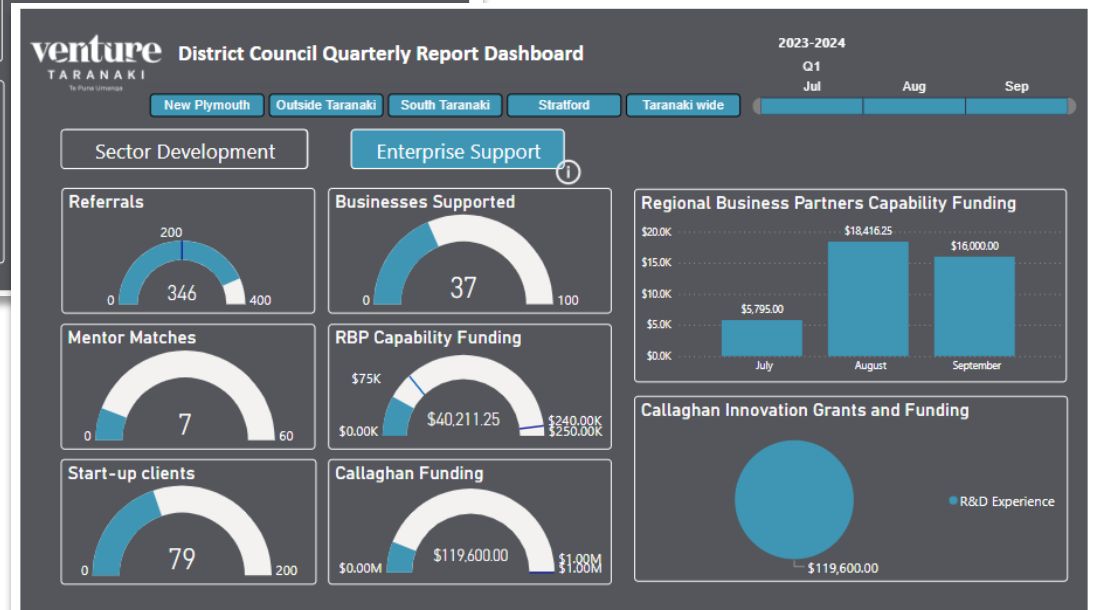 venture
TARANAKI
Te Puna Umanga
District Council Quarterly Report Dashboard
2023-2024
Q1
Jul Aug Sep
New Plymouth Outside Taranaki South Taranaki Stratford Taranaki wide
Sector Development Enterprise Support
i
Referrals
200
346
0 400
Businesses Supported
37
0 100
Regional Business Partners Capability Funding
$20.0K
$15.0K
$10.0K
$5.0K
$0.0K
$5,795.00
$18,416.25
$16,000.00
July August September
Mentor Matches
7
0 60
RBP Capability Funding
$75K
$40,211.25
$0.00K
$240.00K
$250.00K
Callaghan Innovation Grants and Funding
R&D Experience
$119,600.00
Start-up clients
79
0 200
Callaghan Funding
$119,600.00
$0.00M
$1.00M
$1.00M